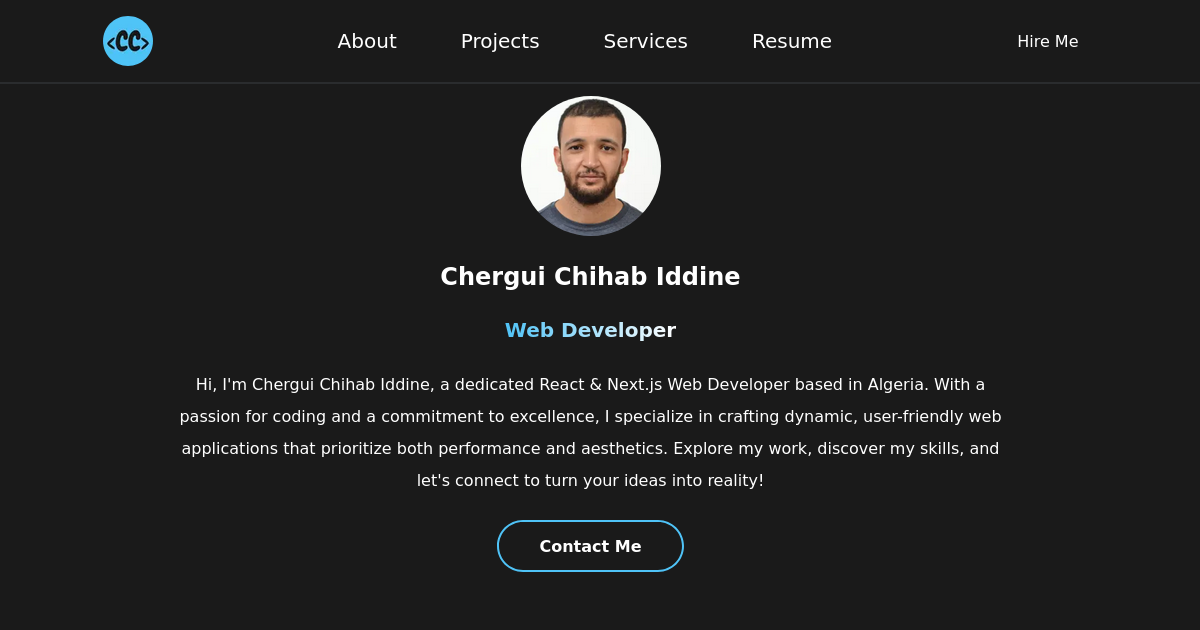 <CC>
About
Projects
Services
Resume
Hire Me
Chergui Chihab Iddine
Web Developer
Hi, I'm Chergui Chihab Iddine, a dedicated React & Next.js Web Developer based in Algeria. With a
passion for coding and a commitment to excellence, I specialize in crafting dynamic, user-friendly web
applications that prioritize both performance and aesthetics. Explore my work, discover my skills, and
let's connect to turn your ideas into reality!
Contact Me